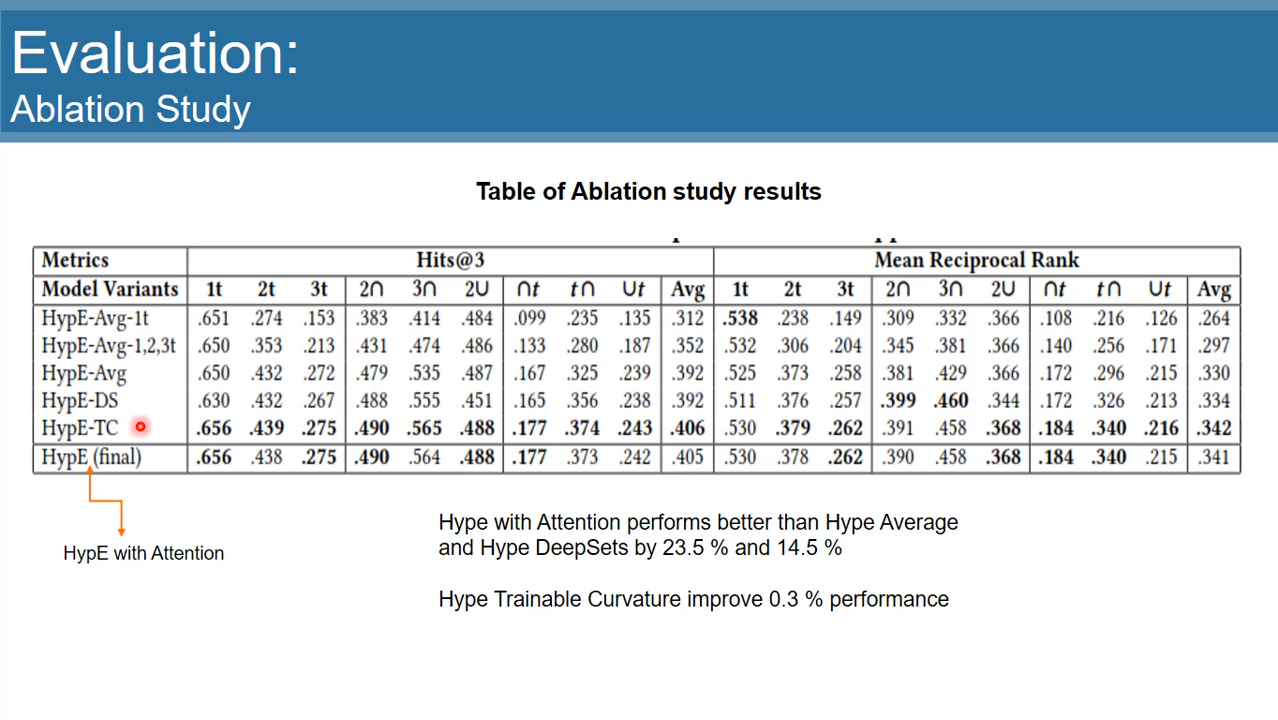 Evaluation:
Ablation Study
Table of Ablation study results
Metrics Hits@3 Mean Reciprocal Rank
Model Variants 1t 2t 3t 2∩ 3∩ 2∪ ∩t t∩ ∪t Avg 1t 2t 3t 2∩ 3∩ 2∪ ∩t t∩ ∪t Avg
HypE-Avg-1t .651 .274 .153 .383 .414 .484 .099 .235 .135 .312 .538 .238 .149 .309 .332 .366 .108 .216 .126 .264
HypE-Avg-1,2,3t .650 .353 .213 .431 .474 .486 .133 .280 .187 .352 .532 .306 .204 .345 .381 .366 .140 .256 .171 .297
HypE-Avg .650 .432 .272 .479 .535 .487 .167 .325 .239 .392 .525 .373 .258 .381 .429 .366 .172 .296 .215 .330
HypE-DS .630 .432 .267 .488 .555 .451 .165 .356 .238 .392 .511 .376 .257 .399 .460 .344 .172 .326 .213 .334
HypE-TC .656 .439 .275 .490 .565 .488 .177 .374 .243 .406 .530 .379 .262 .391 .458 .368 .184 .340 .216 .342
HypE (final) .656 .438 .275 .490 .564 .488 .177 .373 .242 .405 .530 .378 .262 .390 .458 .368 .184 .340 .215 .341
HypE with Attention
Hype with Attention performs better than Hype Average
and Hype DeepSets by 23.5 % and 14.5 %
Hype Trainable Curvature improve 0.3 % performance